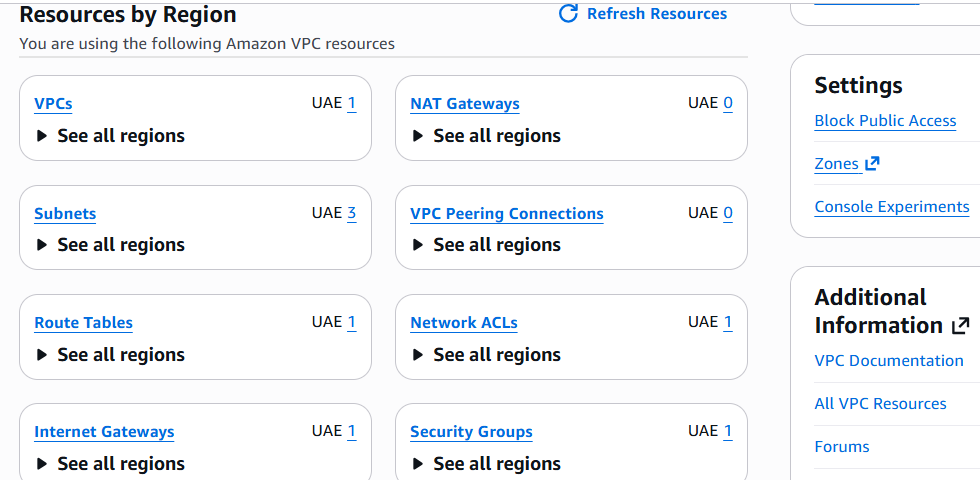 Resources by Region
Refresh Resources
You are using the following Amazon VPC resources
VPCs UAE 1
See all regions
NAT Gateways UAE 0
See all regions
Subnets UAE 3
See all regions
VPC Peering Connections UAE 0
See all regions
Route Tables UAE 1
See all regions
Network ACLs UAE 1
See all regions
Internet Gateways UAE 1
See all regions
Security Groups UAE 1
See all regions
Settings
Block Public Access
Zones
Console Experiments
Additional
Information
VPC Documentation
All VPC Resources
Forums